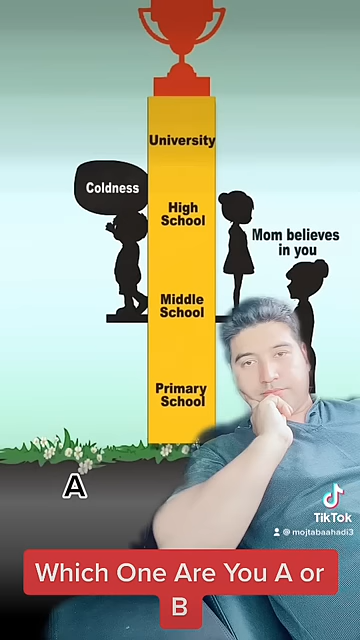 University
Coldness
High
School
Mom believes
in you
Middle
School
Primary
School
A
TikTok
@ mojtabaahadi3
Which One Are You A or
B